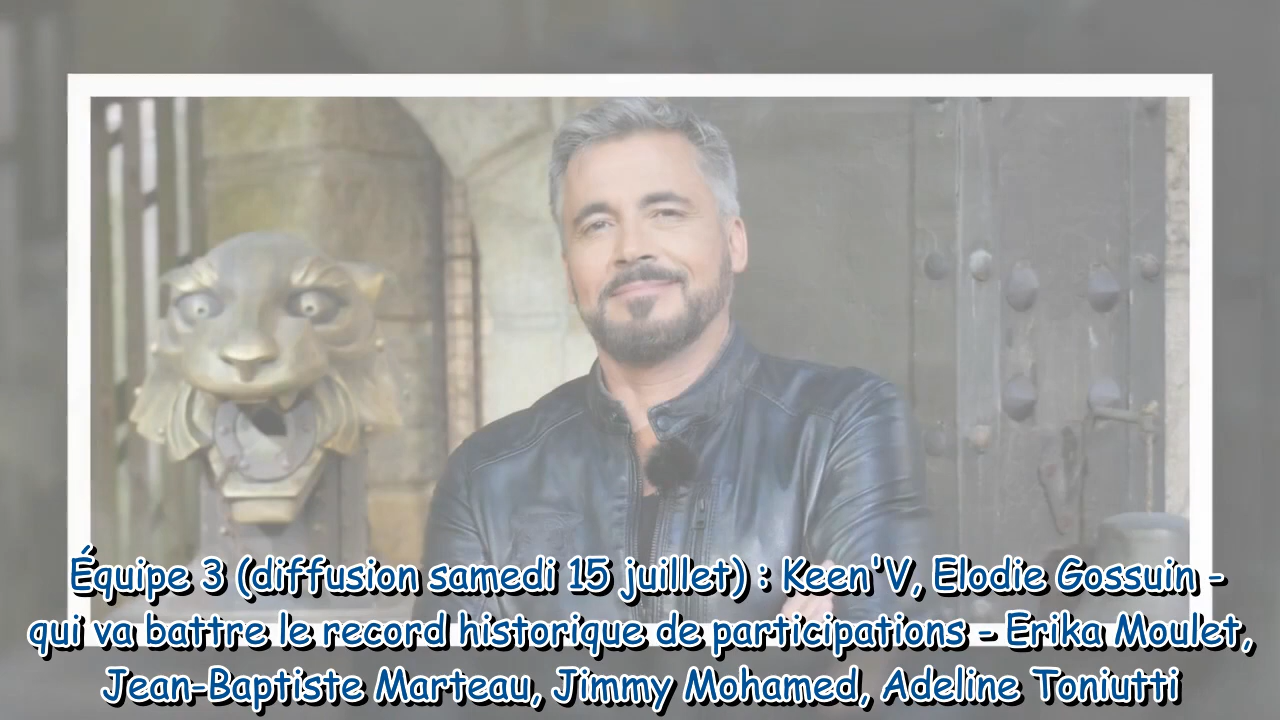 Équipe 3 (diffusion samedi 15 juillet) : Keen'V, Elodie Gossuin -
qui va battre le record historique de participations - Erika Moulet,
Jean-Baptiste Marteau, Jimmy Mohamed, Adeline Toniutti